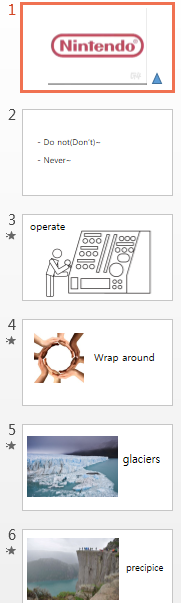 1
Nintendo®
2
- Do not(Don't)~
- Never~
3
operate
4
Wrap around
5
glaciers
6
precipice